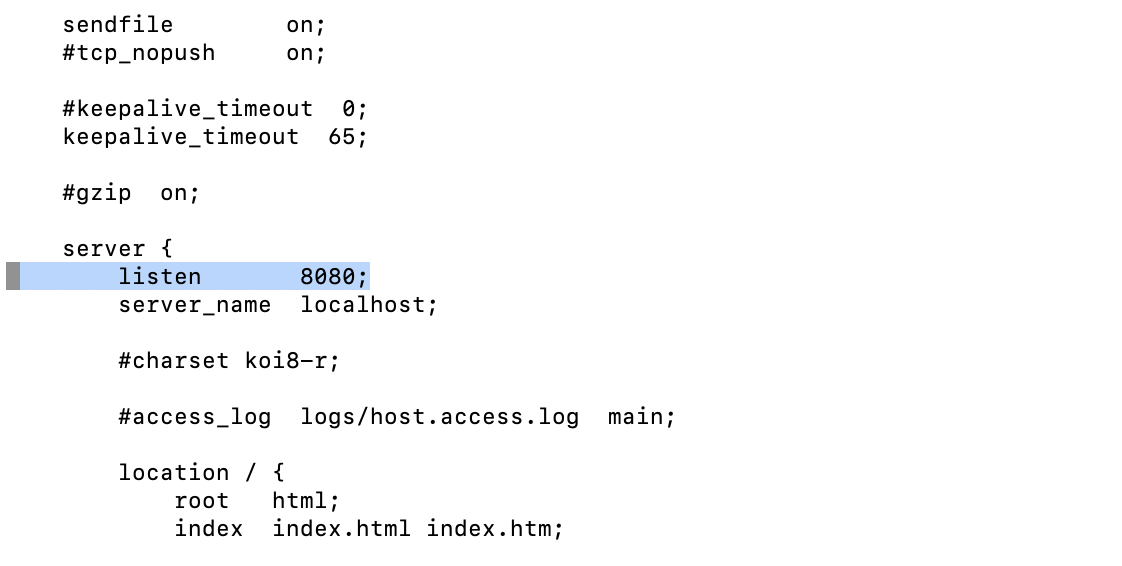 sendfile        on;
#tcp_nopush     on;
#keepalive_timeout  0;
keepalive_timeout  65;
#gzip  on;
server {
listen       8080;
server_name  localhost;
#charset koi8-r;
#access_log  logs/host.access.log  main;
location / {
root   html;
index  index.html index.htm;